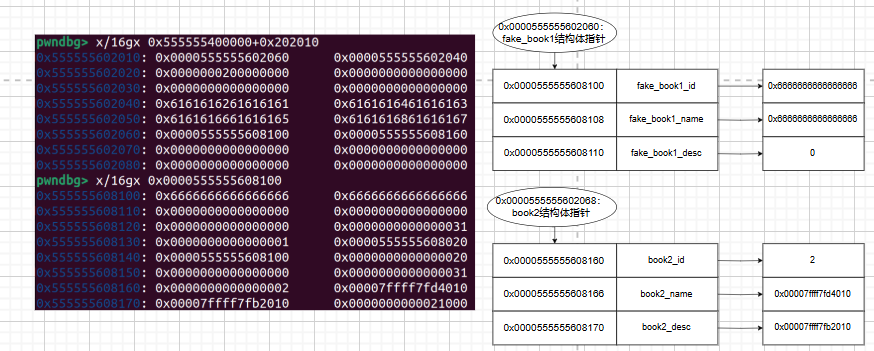 pwndbg> x/16gx 0x555555400000+0x202010
0x555555602010: 0x0000555555602060 0x0000555555602040
0x555555602020: 0x0000000200000000 0x0000000000000000
0x555555602030: 0x0000000000000000 0x0000000000000000
0x555555602040: 0x6161616261616161 0x6161616461616163
0x555555602050: 0x6161616661616165 0x6161616861616167
0x555555602060: 0x0000555555608100 0x0000555555608160
0x555555602070: 0x0000000000000000 0x0000000000000000
0x555555602080: 0x0000000000000000 0x0000000000000000
pwndbg> x/16gx 0x0000555555608100
0x555555608100: 0x6666666666666666 0x6666666666666666
0x555555608110: 0x0000000000000000 0x0000000000000000
0x555555608120: 0x0000000000000000 0x0000000000000031
0x555555608130: 0x0000000000000001 0x0000555555608020
0x555555608140: 0x0000555555608100 0x0000000000000020
0x555555608150: 0x0000000000000000 0x0000000000000031
0x555555608160: 0x0000000000000002 0x00007ffff7fd4010
0x555555608170: 0x00007ffff7fb2010 0x0000000000021000
0x0000555555602060:
fake_book1结构体指针
0x0000555555608100 fake_book1_id 0x6666666666666666
0x0000555555608108 fake_book1_name 0x6666666666666666
0x0000555555608110 fake_book1_desc 0
0x0000555555602068:
book2结构体指针
0x0000555555608160 book2_id 2
0x0000555555608166 book2_name 0x00007ffff7fd4010
0x0000555555608170 book2_desc 0x00007ffff7fb2010